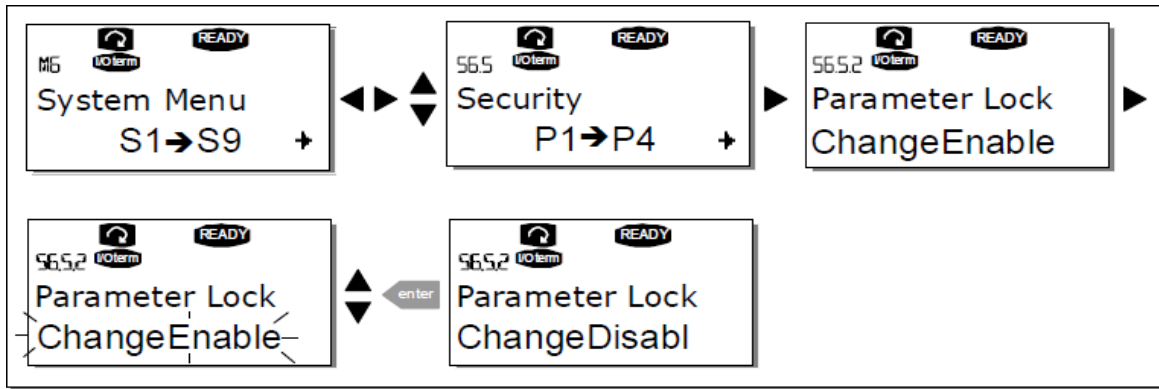 READY
M6 I/Oterm
System Menu
S1➔S9
READY
S6.5 I/Oterm
Security
P1➔P4
READY
S6.5.2 I/Oterm
Parameter Lock
ChangeEnable
READY
S6.5.2 I/Oterm
Parameter Lock
ChangeEnable
enter
READY
S6.5.2 I/Oterm
Parameter Lock
ChangeDisabl